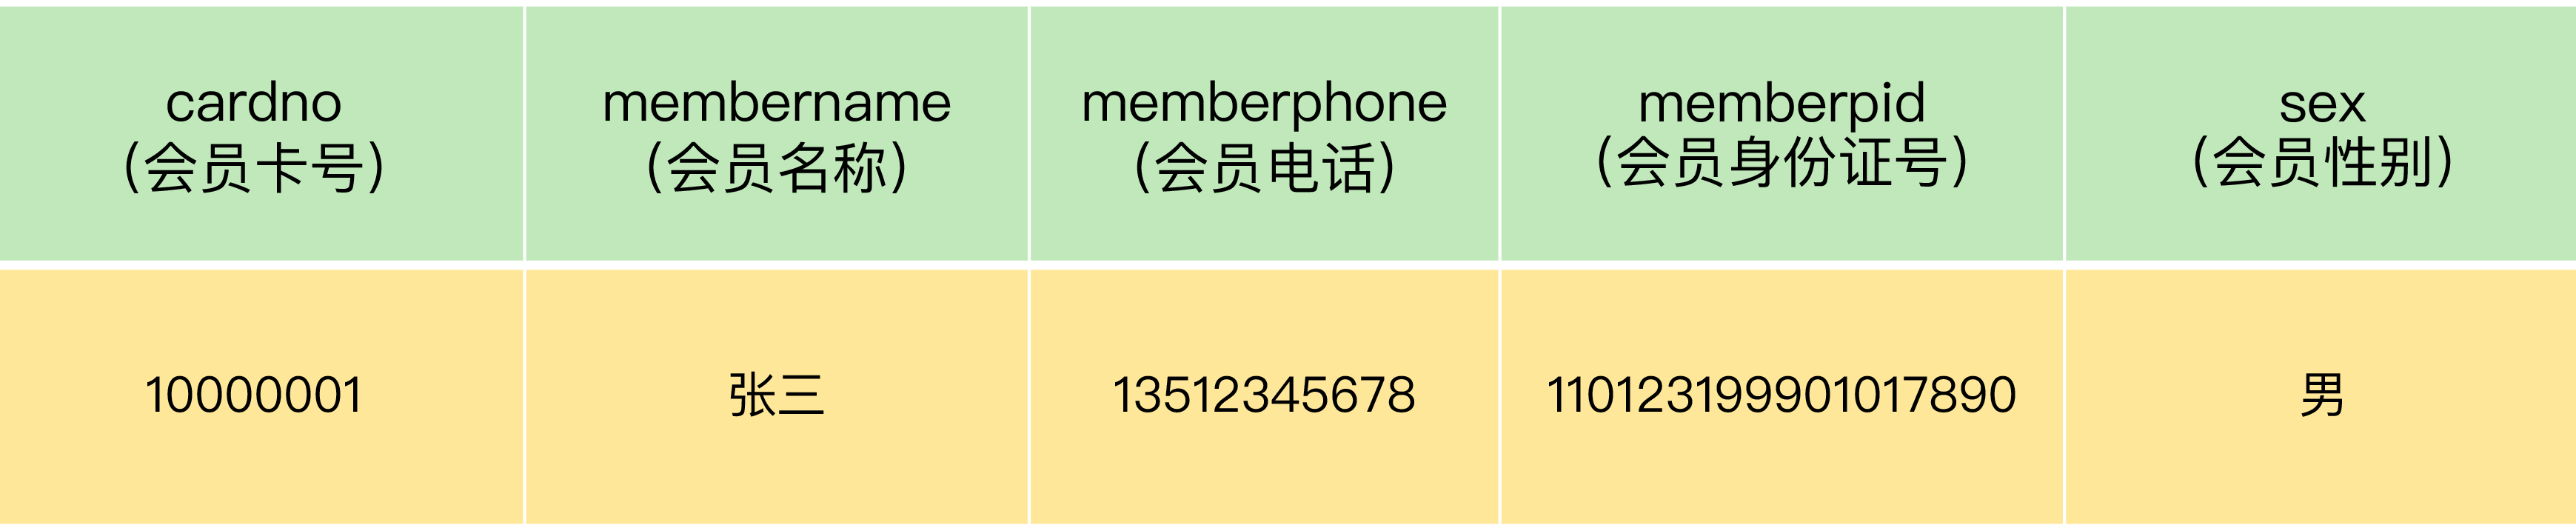 cardno
(会员卡号)
membername
(会员名称)
memberphone
(会员电话)
memberpid
(会员身份证号)
sex
(会员性别)
10000001
张三
13512345678
110123199901017890
男